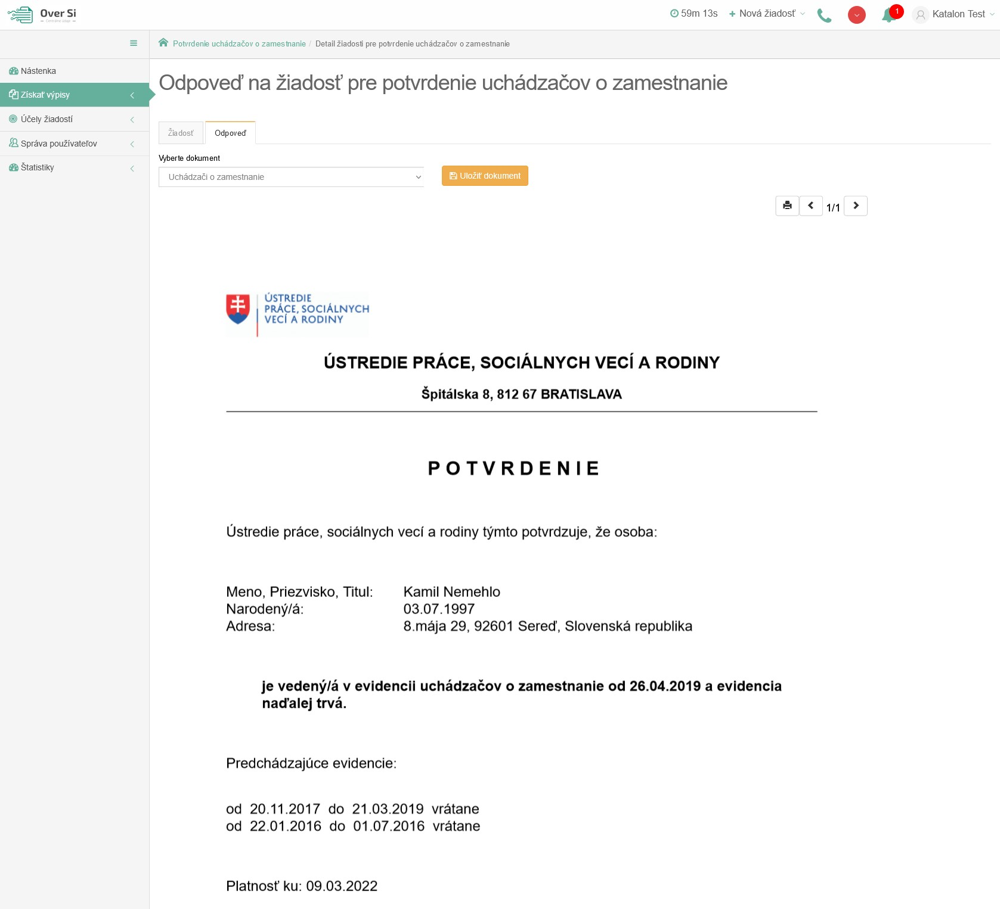 Over Si
Centrálne údaje
59m 13s
Nová žiadosť
1
Katalon Test
Potvrdenie uchádzačov o zamestnanie / Detail žiadosti pre potvrdenie uchádzačov o zamestnanie
Nástenka
Získať výpisy
Účely žiadostí
Správa používateľov
Štatistiky
Odpoveď na žiadosť pre potvrdenie uchádzačov o zamestnanie
Žiadosť
Odpoveď
Vyberte dokument
Uchádzači o zamestnanie
Uložiť dokument
1/1
ÚSTREDIE
PRÁCE, SOCIÁLNYCH
VECÍ A RODINY
ÚSTREDIE PRÁCE, SOCIÁLNYCH VECÍ A RODINY
Špitálska 8, 812 67 BRATISLAVA
P O T V R D E N I E
Ústredie práce, sociálnych vecí a rodiny týmto potvrdzuje, že osoba:
Meno, Priezvisko, Titul: Kamil Nemehlo
Narodený/á: 03.07.1997
Adresa: 8.mája 29, 92601 Sereď, Slovenská republika
je vedený/á v evidencii uchádzačov o zamestnanie od 26.04.2019 a evidencia
naďalej trvá.
Predchádzajúce evidencie:
od 20.11.2017 do 21.03.2019 vrátane
od 22.01.2016 do 01.07.2016 vrátane
Platnosť ku: 09.03.2022